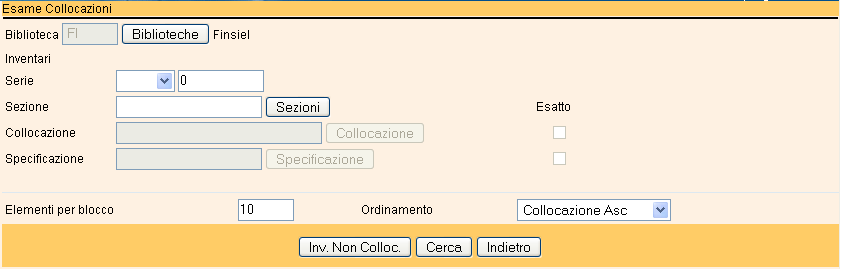 Esame Collocazioni
Biblioteca FI Biblioteche Finsiel
Inventari
Serie 0
Sezione Sezioni Esatto
Collocazione Collocazione
Specificazione Specificazione
Elementi per blocco 10 Ordinamento Collocazione Asc
Inv. Non Colloc. Cerca Indietro